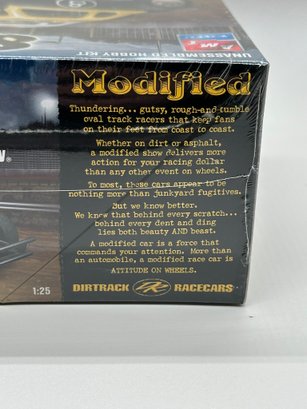 AMT
UNASSEMBLED HOBBY KIT
Modified
Thundering... gutsy, rough-and-tumble
oval track racers that keep fans
on their feet from coast to coast.
Whether on dirt or asphalt,
a modified show delivers more
action for your racing dollar
than any other event on wheels.
To most, these cars appear to be
nothing more than junkyard fugitives.
But we know better.
We know that behind every scratch...
behind every dent and ding
lies both beauty AND beast.
A modified car is a force that
commands your attention. More than
an automobile, a modified race car is
ATTITUDE ON WHEELS.
1:25
DIRTRACK RACECARS